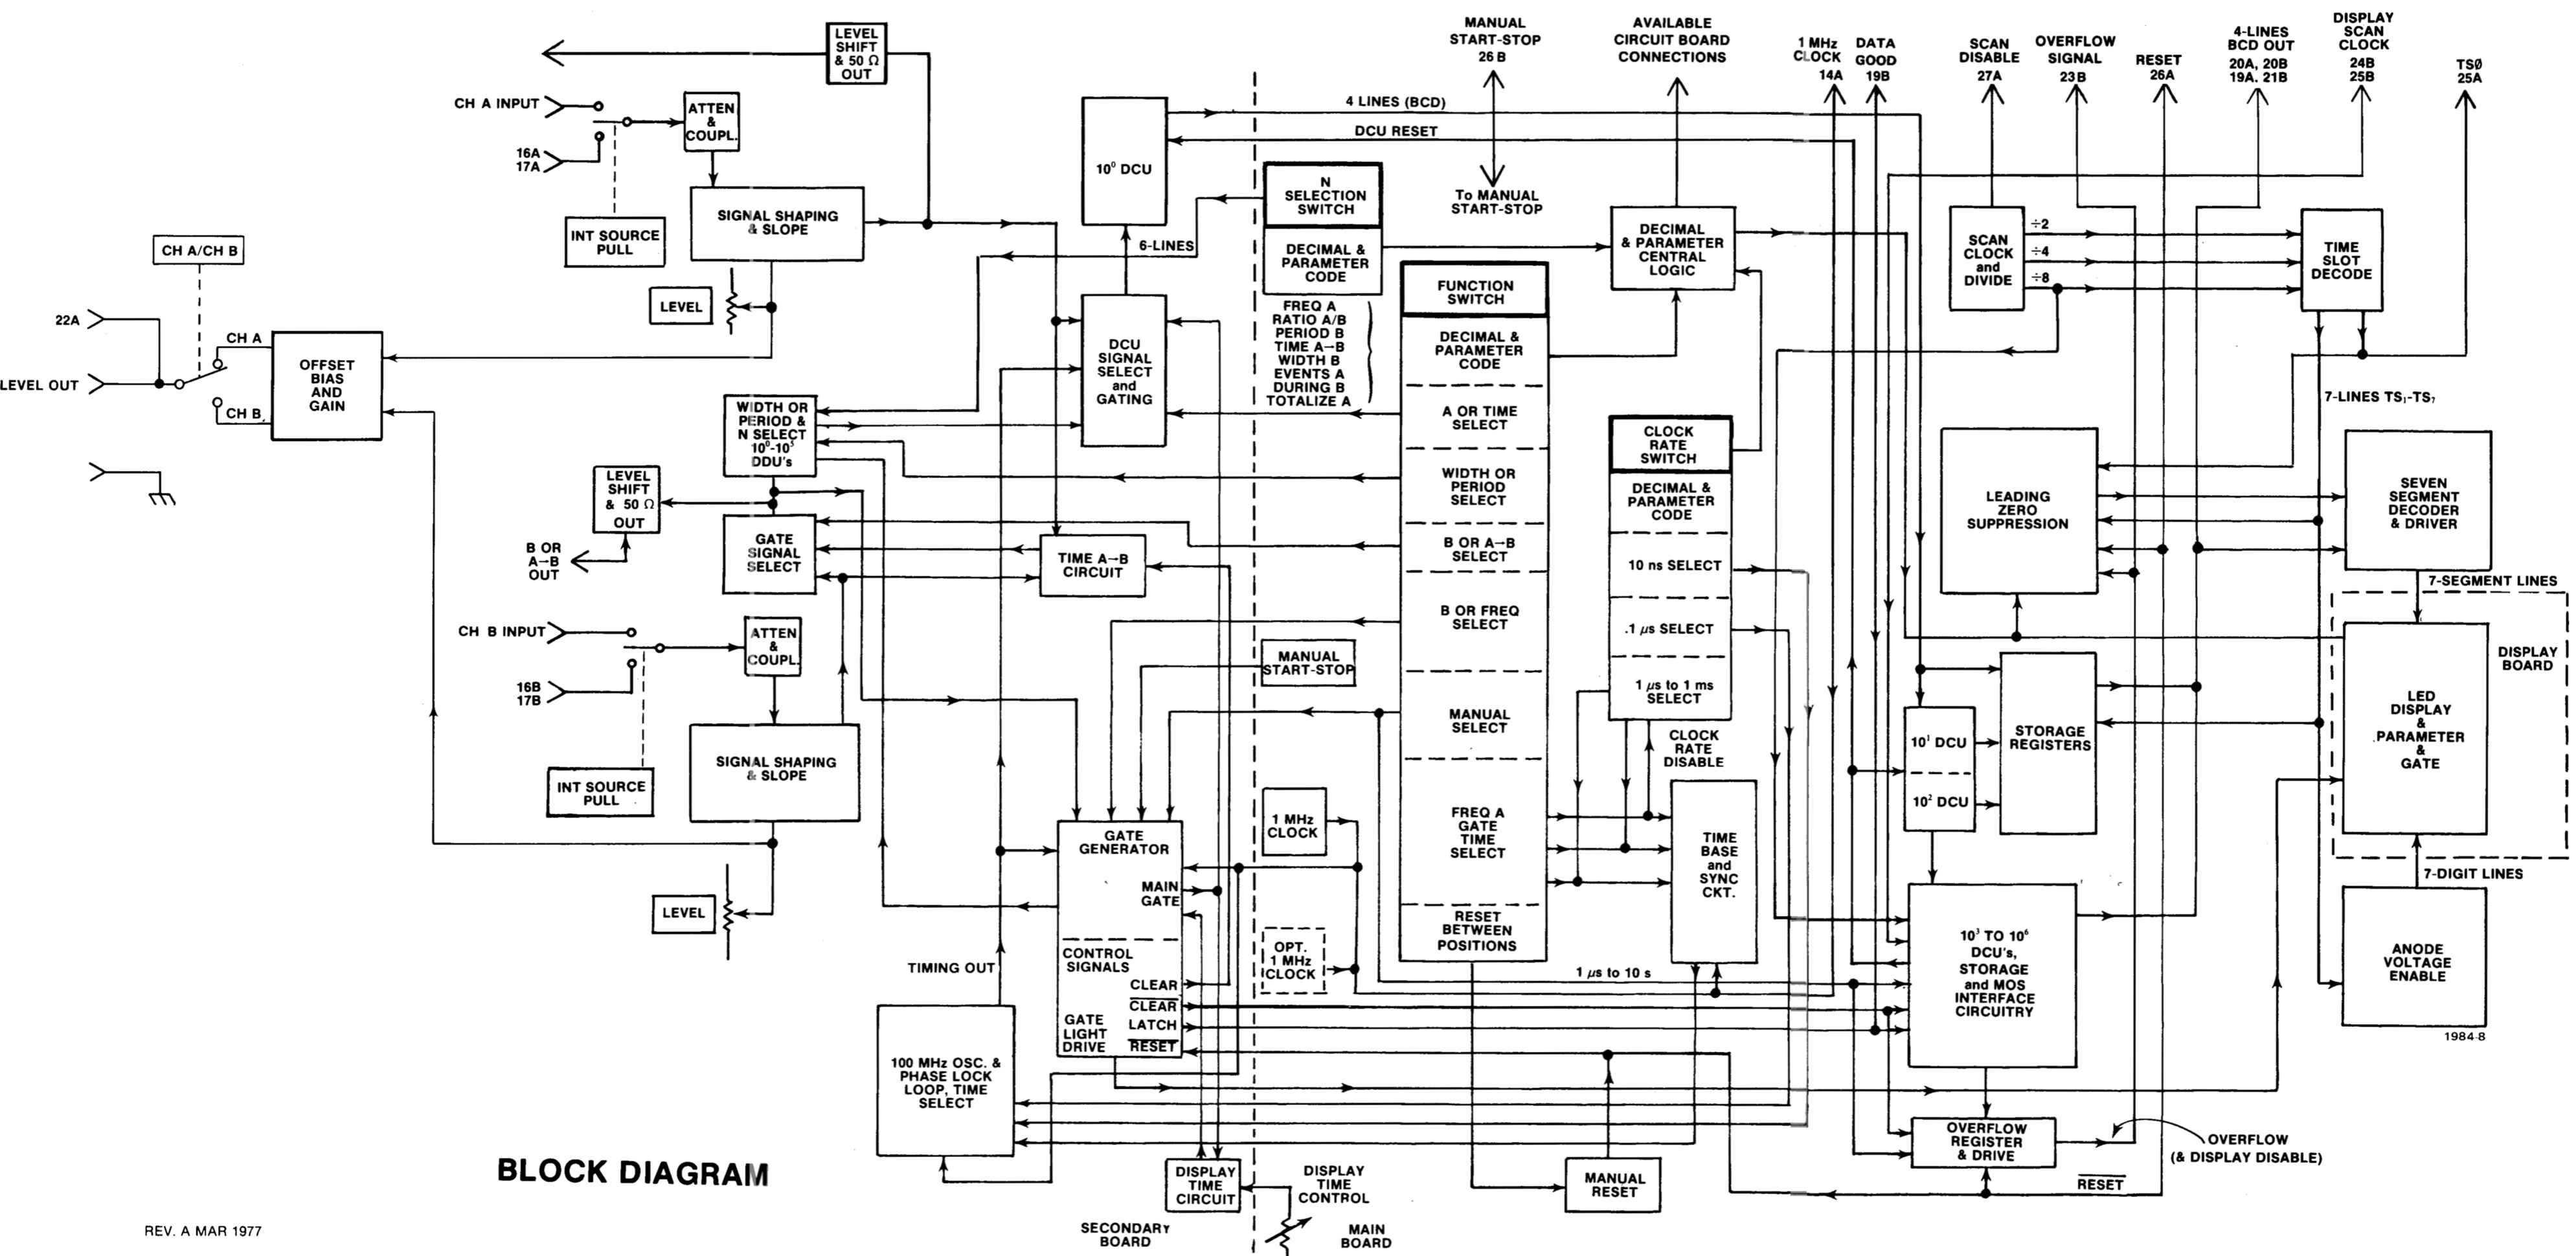 LEVEL
SHIFT
& 50 Ω
OUT
CH A INPUT
16A
17A
ATTEN
&
COUPL.
INT SOURCE
PULL
SIGNAL SHAPING
& SLOPE
LEVEL
CH A/CH B
22A
LEVEL OUT
CH A
CH B
OFFSET
BIAS
AND
GAIN
WIDTH OR
PERIOD &
N SELECT
10⁰-10⁵
DDU's
LEVEL
SHIFT
& 50 Ω
OUT
B OR
A→B
OUT
GATE
SIGNAL
SELECT
TIME A→B
CIRCUIT
CH B INPUT
16B
17B
ATTEN
&
COUPL.
INT SOURCE
PULL
SIGNAL SHAPING
& SLOPE
LEVEL
10⁰ DCU
6-LINES
DCU
SIGNAL
SELECT
and
GATING
4 LINES (BCD)
DCU RESET
N
SELECTION
SWITCH
DECIMAL &
PARAMETER
CODE
FREQ A
RATIO A/B
PERIOD B
TIME A→B
WIDTH B
EVENTS A
DURING B
TOTALIZE A
MANUAL
START-STOP
26 B
To MANUAL
START-STOP
FUNCTION
SWITCH
DECIMAL &
PARAMETER
CODE
A OR TIME
SELECT
WIDTH OR
PERIOD
SELECT
B OR A→B
SELECT
B OR FREQ
SELECT
MANUAL
SELECT
FREQ A
GATE
TIME
SELECT
RESET
BETWEEN
POSITIONS
MANUAL
START-STOP
1 MHz
CLOCK
OPT.
1 MHz
CLOCK
GATE
GENERATOR
MAIN
GATE
CONTROL
SIGNALS
CLEAR
CLEAR
LATCH
RESET
GATE
LIGHT
DRIVE
TIMING OUT
100 MHz OSC. &
PHASE LOCK
LOOP, TIME
SELECT
DISPLAY
TIME
CIRCUIT
DISPLAY
TIME
CONTROL
SECONDARY
BOARD
MAIN
BOARD
AVAILABLE
CIRCUIT BOARD
CONNECTIONS
DECIMAL
& PARAMETER
CENTRAL
LOGIC
CLOCK
RATE
SWITCH
DECIMAL &
PARAMETER
CODE
10 ns SELECT
.1 μs SELECT
1 μs to 1 ms
SELECT
CLOCK
RATE
DISABLE
TIME
BASE
and
SYNC
CKT.
1 μs to 10 s
MANUAL
RESET
1 MHz
CLOCK
14A
DATA
GOOD
19B
SCAN
DISABLE
27A
OVERFLOW
SIGNAL
23B
RESET
26A
4-LINES
BCD OUT
20A, 20B
19A. 21B
DISPLAY
SCAN
CLOCK
24B
25B
TSØ
25A
SCAN
CLOCK
and
DIVIDE
÷2
÷4
÷8
TIME
SLOT
DECODE
7-LINES TS₁-TS₇
LEADING
ZERO
SUPPRESSION
SEVEN
SEGMENT
DECODER
& DRIVER
7-SEGMENT LINES
DISPLAY
BOARD
LED
DISPLAY
&
PARAMETER
&
GATE
7-DIGIT LINES
ANODE
VOLTAGE
ENABLE
1984-8
10¹ DCU
10² DCU
STORAGE
REGISTERS
10³ TO 10⁶
DCU's,
STORAGE
and MOS
INTERFACE
CIRCUITRY
OVERFLOW
REGISTER
& DRIVE
OVERFLOW
(& DISPLAY DISABLE)
RESET
BLOCK DIAGRAM
REV. A MAR 1977